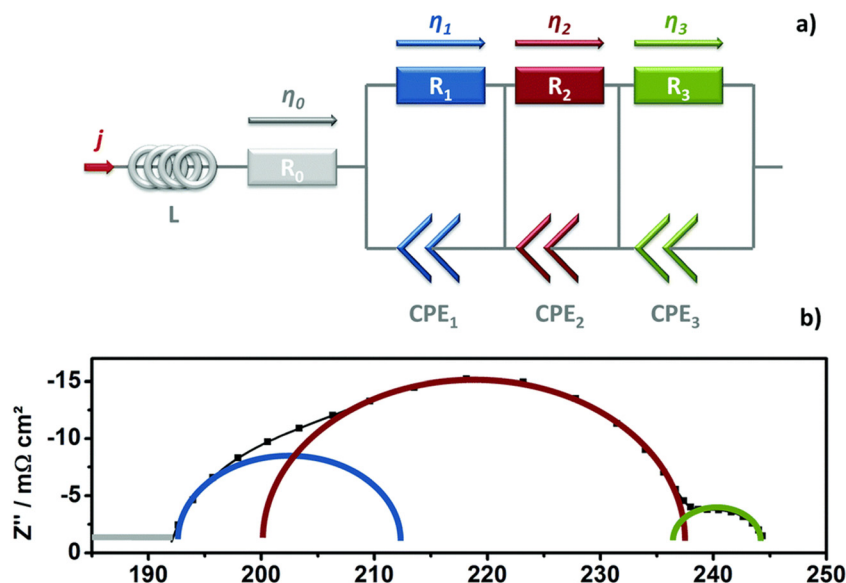 a)
η1 η2 η3
R1 R2 R3
η0
j
R0
L
CPE1 CPE2 CPE3
b)
Z'' / mΩ cm²
-15
-10
-5
0
190 200 210 220 230 240 250